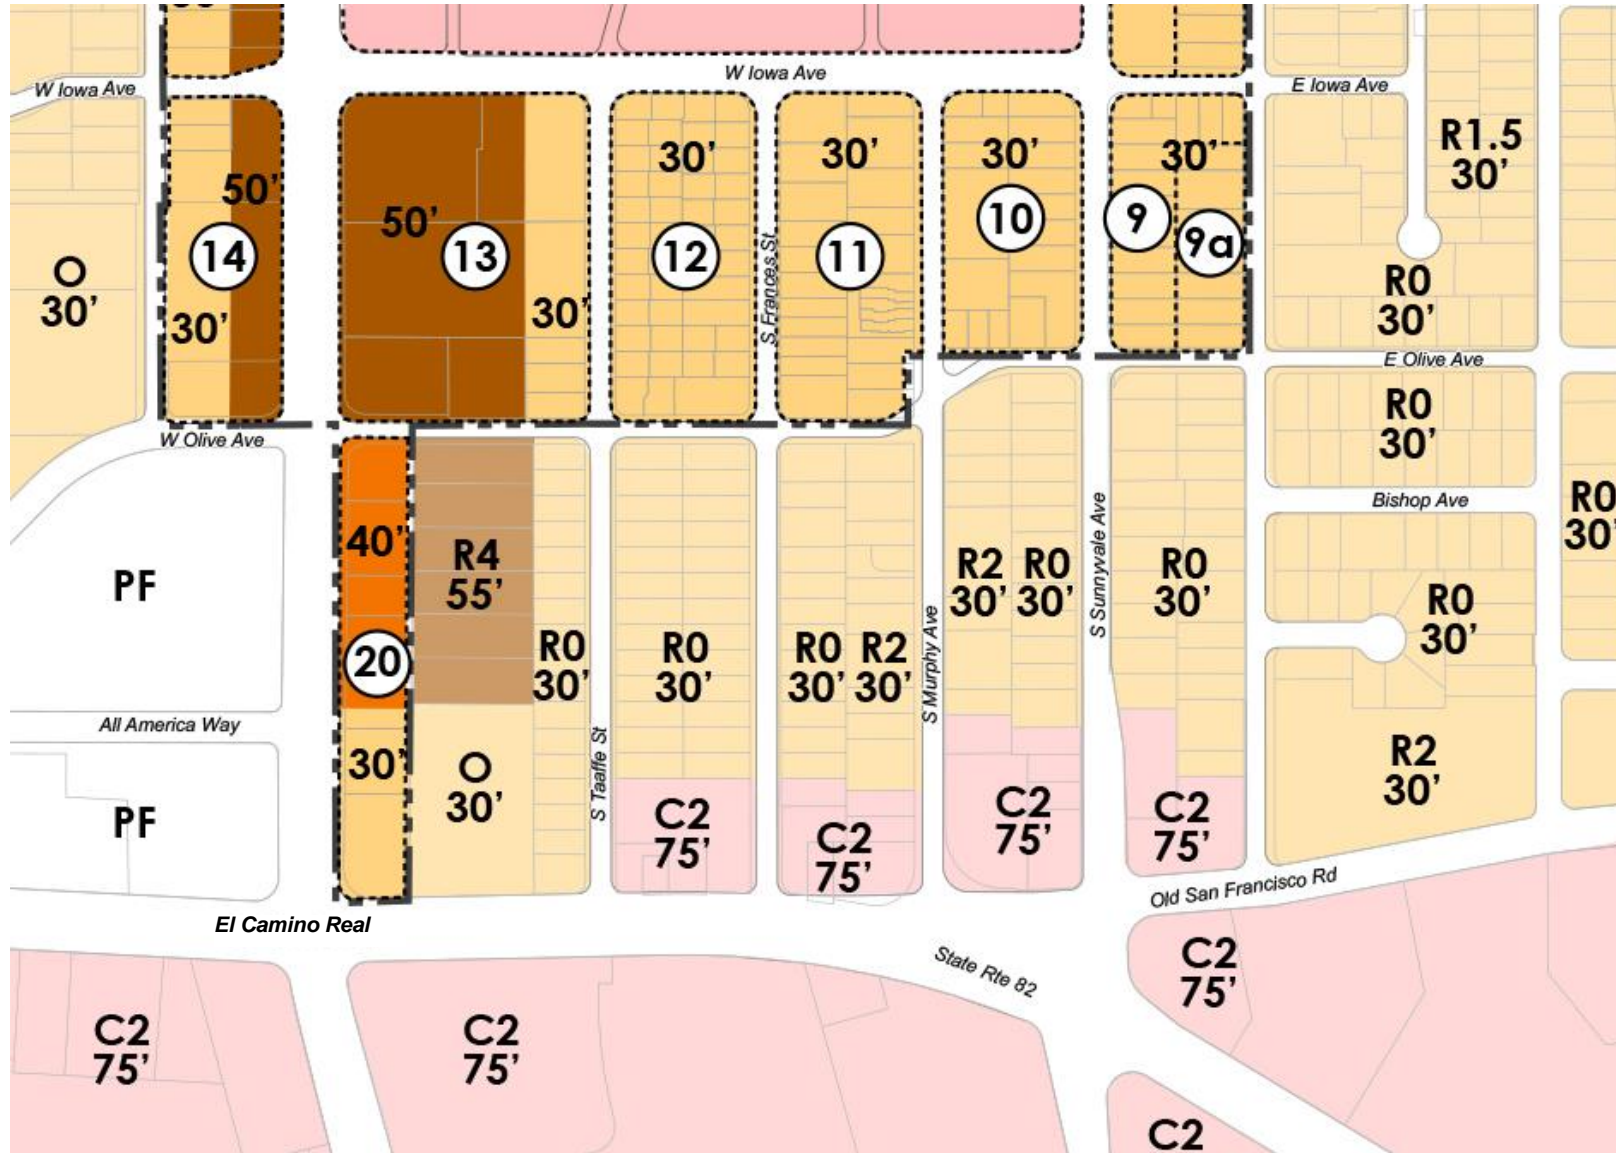 W Iowa Ave
W Iowa Ave
E Iowa Ave
30'
30'
30'
30'
R1.5
30'
50'
50'
14
13
12
11
10
9
9a
O
30'
30'
30'
S Frances St
R0
30'
E Olive Ave
W Olive Ave
R0
30'
Bishop Ave
R0
30'
40'
R4
55'
PF
20
R0
30'
R0
30'
R0
30'
R2
30'
R2
30'
R0
30'
S Murphy Ave
S Sunnyvale Ave
R0
30'
R0
30'
All America Way
30'
O
30'
S Taaffe St
R2
30'
PF
C2
75'
C2
75'
C2
75'
C2
75'
Old San Francisco Rd
El Camino Real
State Rte 82
C2
75'
C2
75'
C2
75'
C2